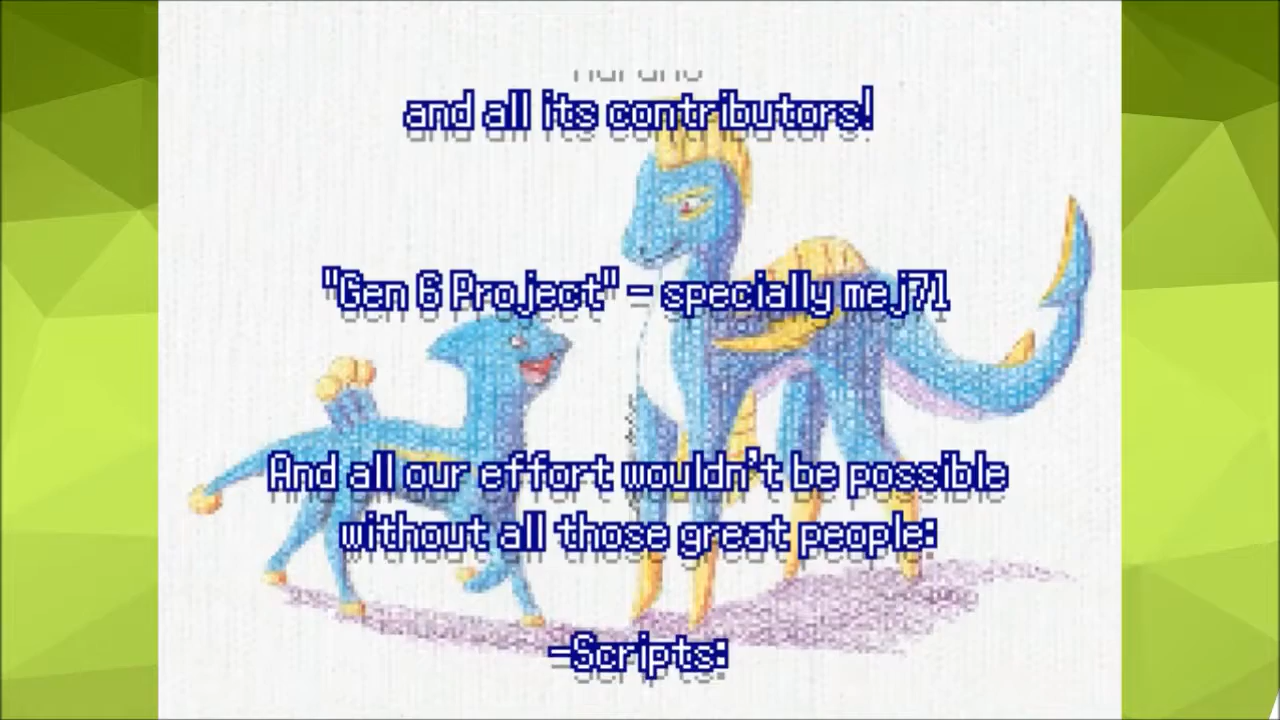 and all its contributors!
"Gen 6 Project" - specially mej71
And all our effort wouldn't be possible
without all those great people:
-Scripts: